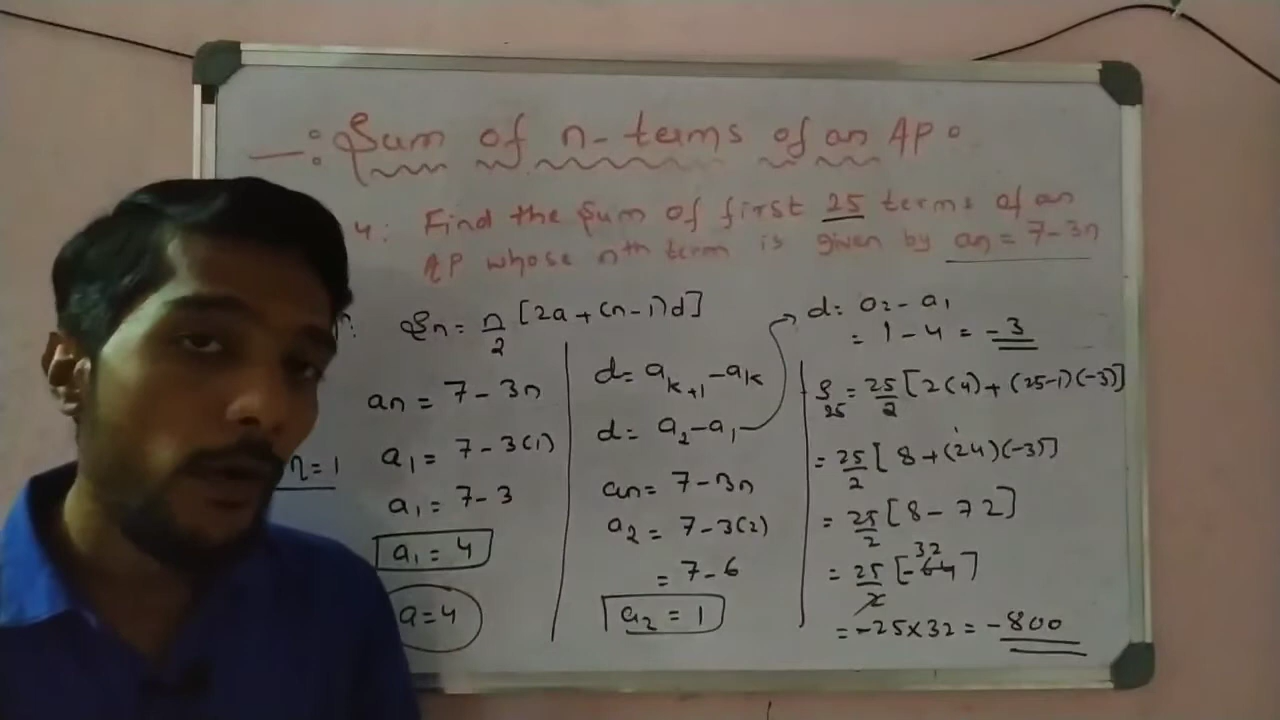 —: Sum of n-terms of an AP:
4: Find the Sum of first 25 terms of an
AP whose nth term is given by an = 7-3n
Sn = n/2 [2a+(n-1)d]
an = 7-3n
n=1
a1 = 7-3(1)
a1 = 7-3
a1 = 4
a=4
d= ak+1 - ak
d= a2-a1
an= 7-3n
a2 = 7-3(2)
= 7-6
a2 = 1
d= a2-a1
= 1-4 = -3
S25 = 25/2 [2(4)+(25-1)(-3)]
= 25/2 [8+(24)(-3)]
= 25/2 [8-72]
32
= 25/2 [-64]
= -25×32 = -800